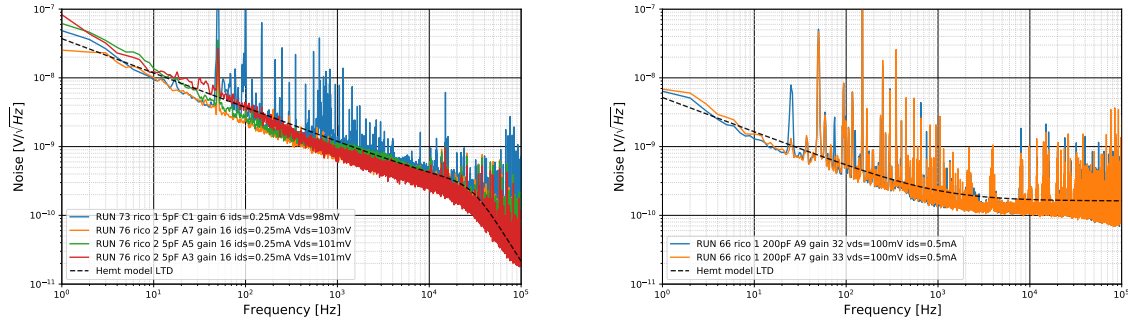 10⁻⁷
10⁻⁸
10⁻⁹
10⁻¹⁰
10⁻¹¹
Noise [V/√Hz]
RUN 73 rico 1 5pF C1 gain 6 ids=0.25mA Vds=98mV
RUN 76 rico 2 5pF A7 gain 16 ids=0.25mA Vds=103mV
RUN 76 rico 2 5pF A5 gain 16 ids=0.25mA Vds=101mV
RUN 76 rico 2 5pF A3 gain 16 ids=0.25mA Vds=101mV
Hemt model LTD
10⁰ 10¹ 10² 10³ 10⁴ 10⁵
Frequency [Hz]
10⁻⁷
10⁻⁸
10⁻⁹
10⁻¹⁰
10⁻¹¹
Noise [V/√Hz]
RUN 66 rico 1 200pF A9 gain 32 vds=100mV ids=0.5mA
RUN 66 rico 1 200pF A7 gain 33 vds=100mV ids=0.5mA
Hemt model LTD
10⁰ 10¹ 10² 10³ 10⁴ 10⁵
Frequency [Hz]